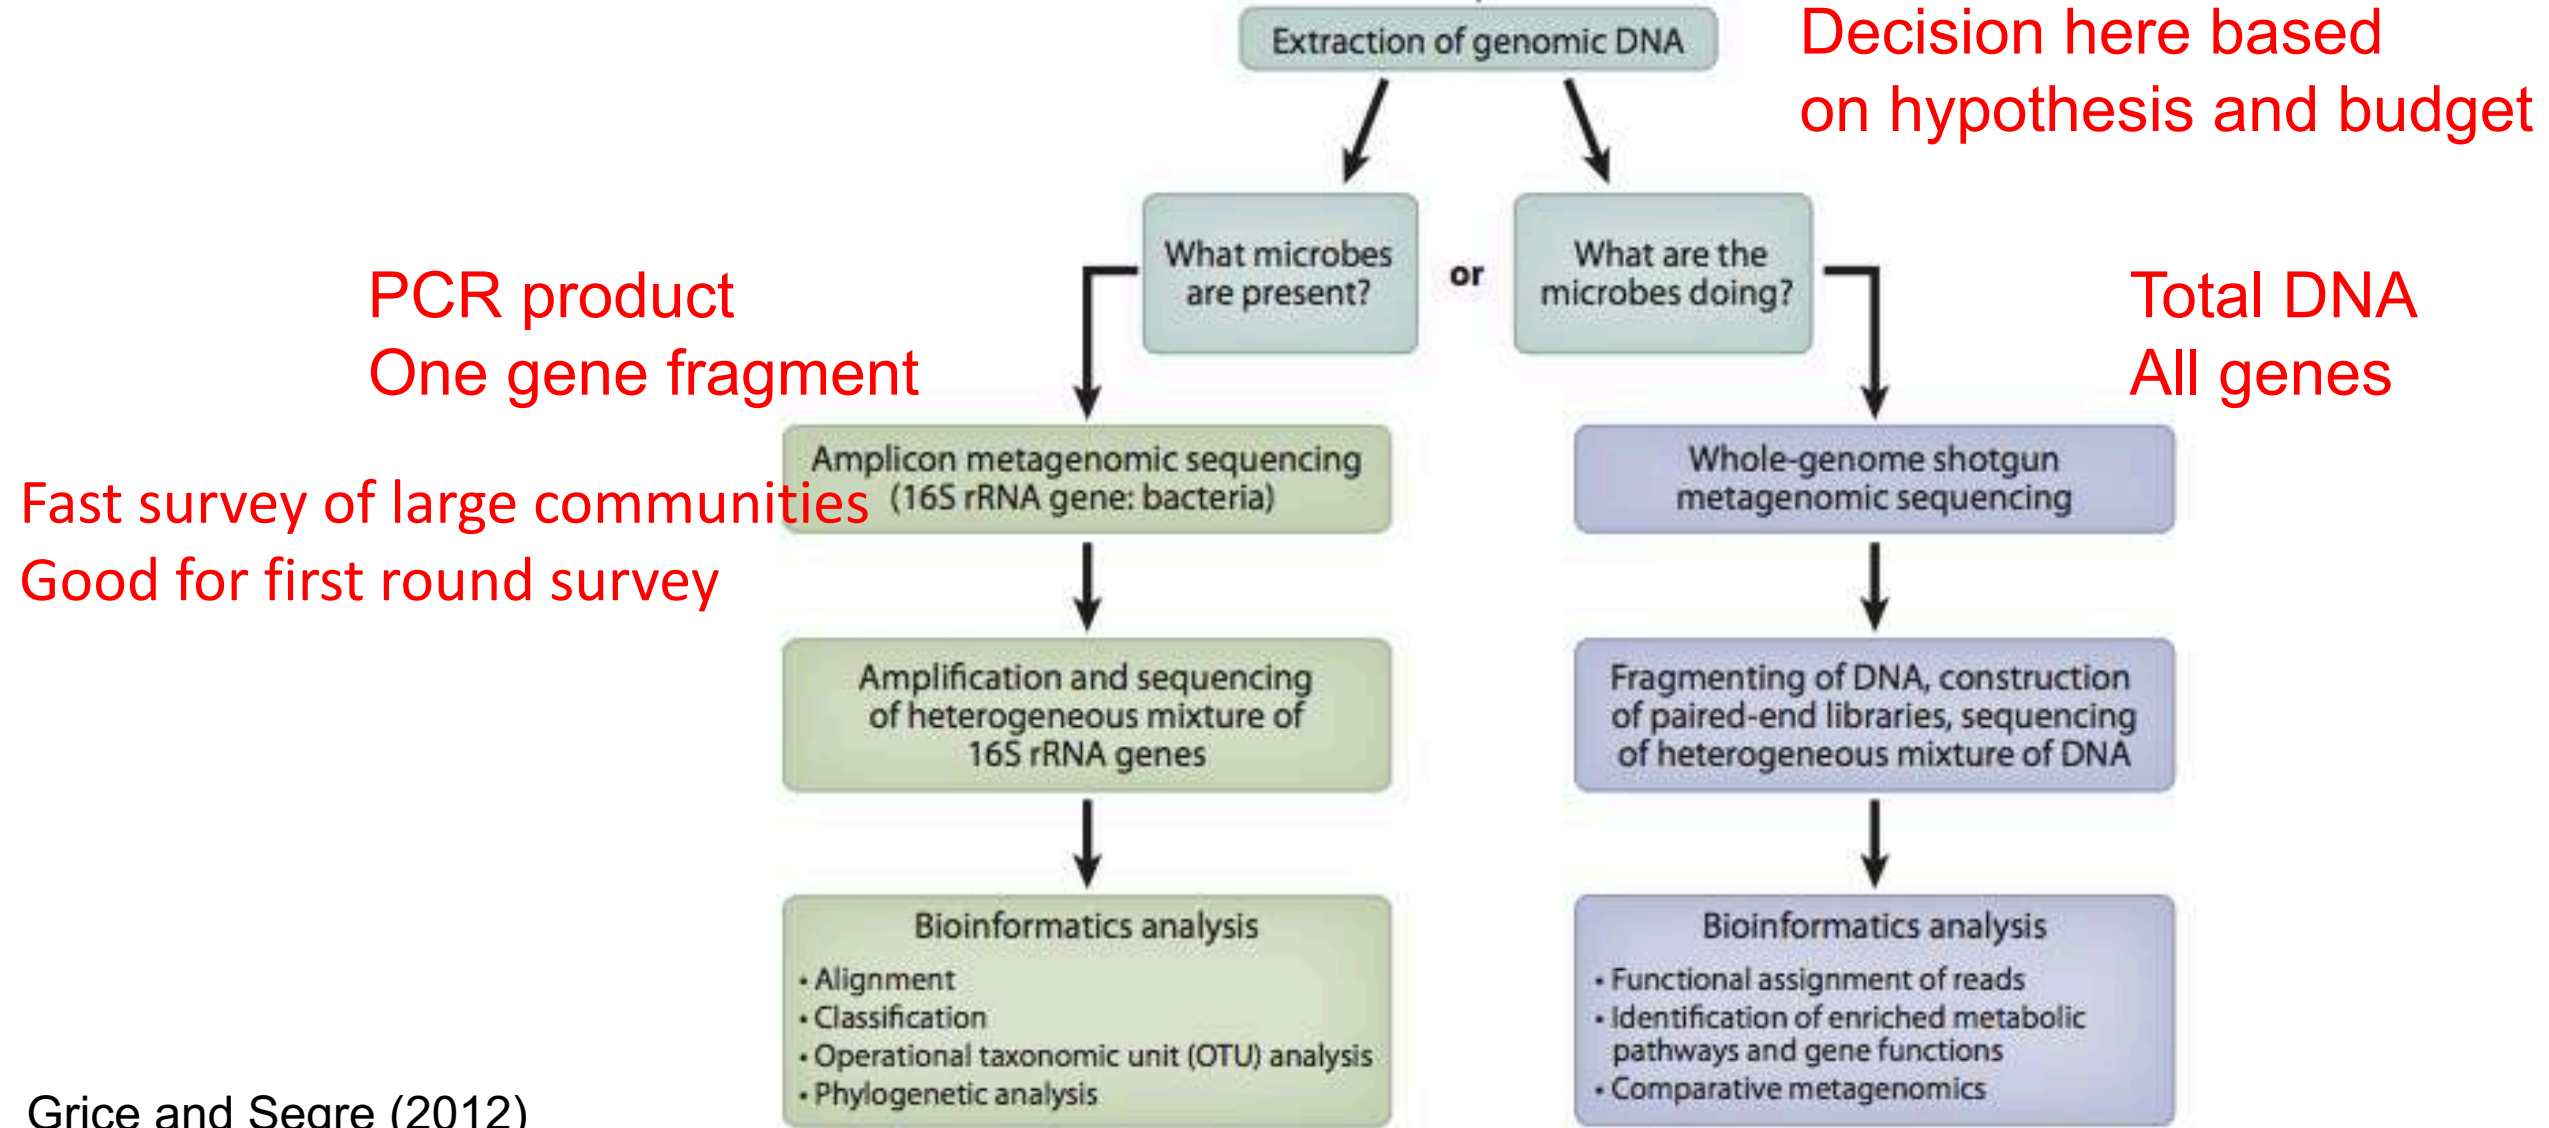 Extraction of genomic DNA
Decision here based
on hypothesis and budget
What microbes
are present?
or
What are the
microbes doing?
PCR product
One gene fragment
Total DNA
All genes
Amplicon metagenomic sequencing
(16S rRNA gene: bacteria)
Fast survey of large communities
Good for first round survey
Whole-genome shotgun
metagenomic sequencing
Amplification and sequencing
of heterogeneous mixture of
16S rRNA genes
Fragmenting of DNA, construction
of paired-end libraries, sequencing
of heterogeneous mixture of DNA
Bioinformatics analysis
• Alignment
• Classification
• Operational taxonomic unit (OTU) analysis
• Phylogenetic analysis
Bioinformatics analysis
• Functional assignment of reads
• Identification of enriched metabolic
pathways and gene functions
• Comparative metagenomics
Grice and Segre (2012)